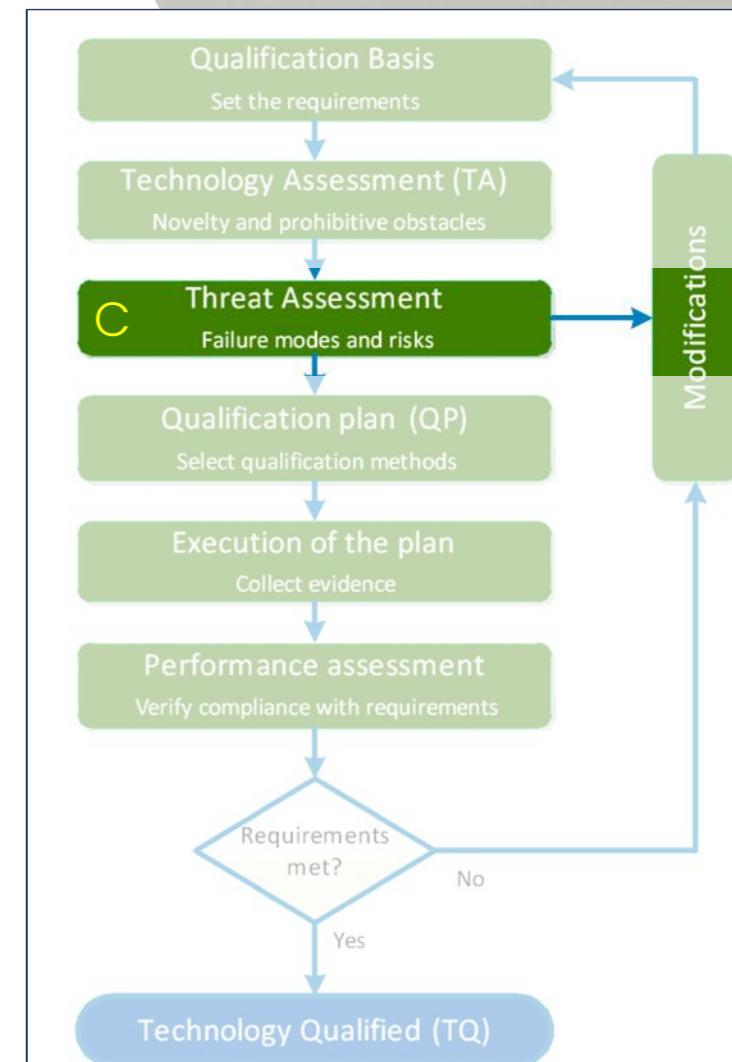 Qualification Basis
Set the requirements
Technology Assessment (TA)
Novelty and prohibitive obstacles
C
Threat Assessment
Failure modes and risks
Modifications
Qualification plan (QP)
Select qualification methods
Execution of the plan
Collect evidence
Performance assessment
Verify compliance with requirements
Requirements
met?
No
Yes
Technology Qualified (TQ)